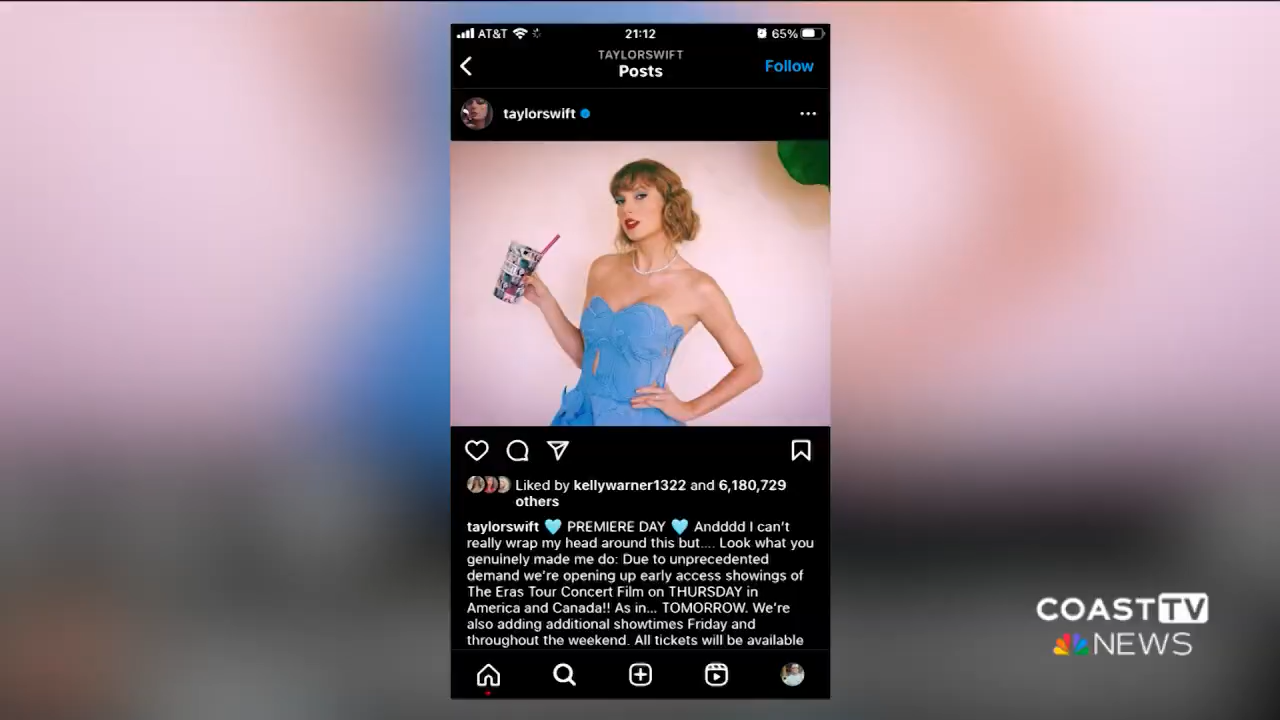 AT&T
21:12
65%
TAYLORSWIFT
Posts
Follow
taylorswift
Liked by kellywarner1322 and 6,180,729
others
taylorswift 🩵 PREMIERE DAY 🩵 Andddd I can't
really wrap my head around this but.... Look what you
genuinely made me do: Due to unprecedented
demand we're opening up early access showings of
The Eras Tour Concert Film on THURSDAY in
America and Canada!! As in... TOMORROW. We're
also adding additional showtimes Friday and
throughout the weekend. All tickets will be available
COAST TV
NEWS